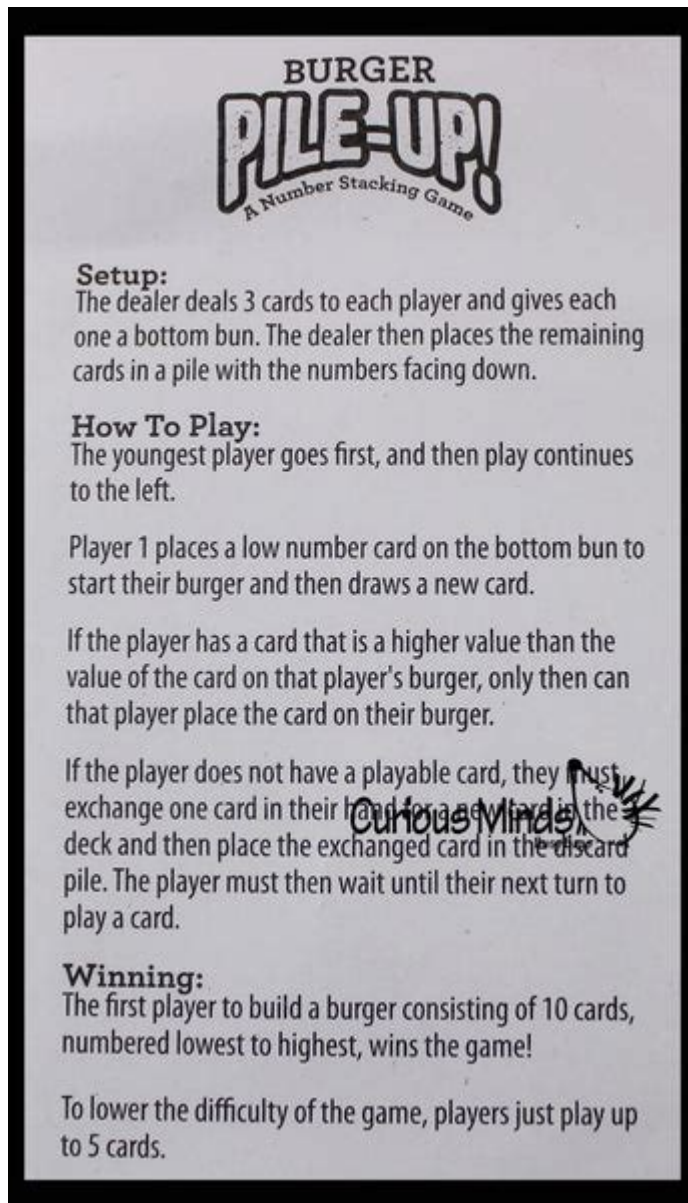 BURGER
PILE-UP!
A Number Stacking Game
Setup:
The dealer deals 3 cards to each player and gives each
one a bottom bun. The dealer then places the remaining
cards in a pile with the numbers facing down.
How To Play:
The youngest player goes first, and then play continues
to the left.
Player 1 places a low number card on the bottom bun to
start their burger and then draws a new card.
If the player has a card that is a higher value than the
value of the card on that player's burger, only then can
that player place the card on their burger.
If the player does not have a playable card, they must
exchange one card in their hand for a new card in the
Curious Minds
deck and then place the exchanged card in the discard
pile. The player must then wait until their next turn to
play a card.
Winning:
The first player to build a burger consisting of 10 cards,
numbered lowest to highest, wins the game!
To lower the difficulty of the game, players just play up
to 5 cards.